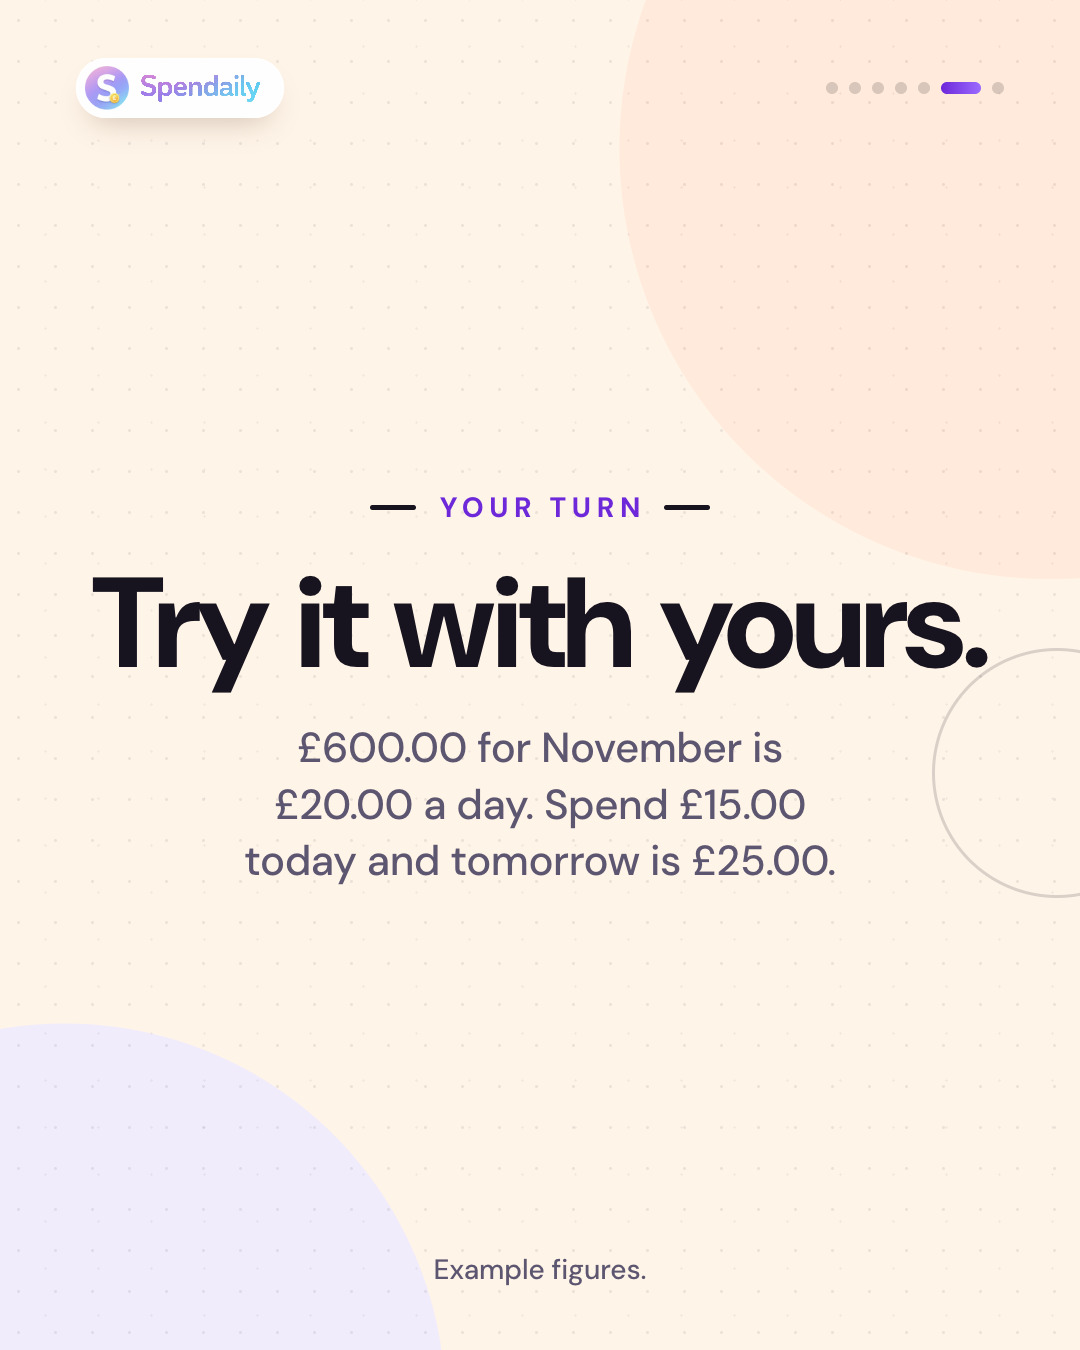 Spendaily
YOUR TURN
Try it with yours.
£600.00 for November is
£20.00 a day. Spend £15.00
today and tomorrow is £25.00.
Example figures.